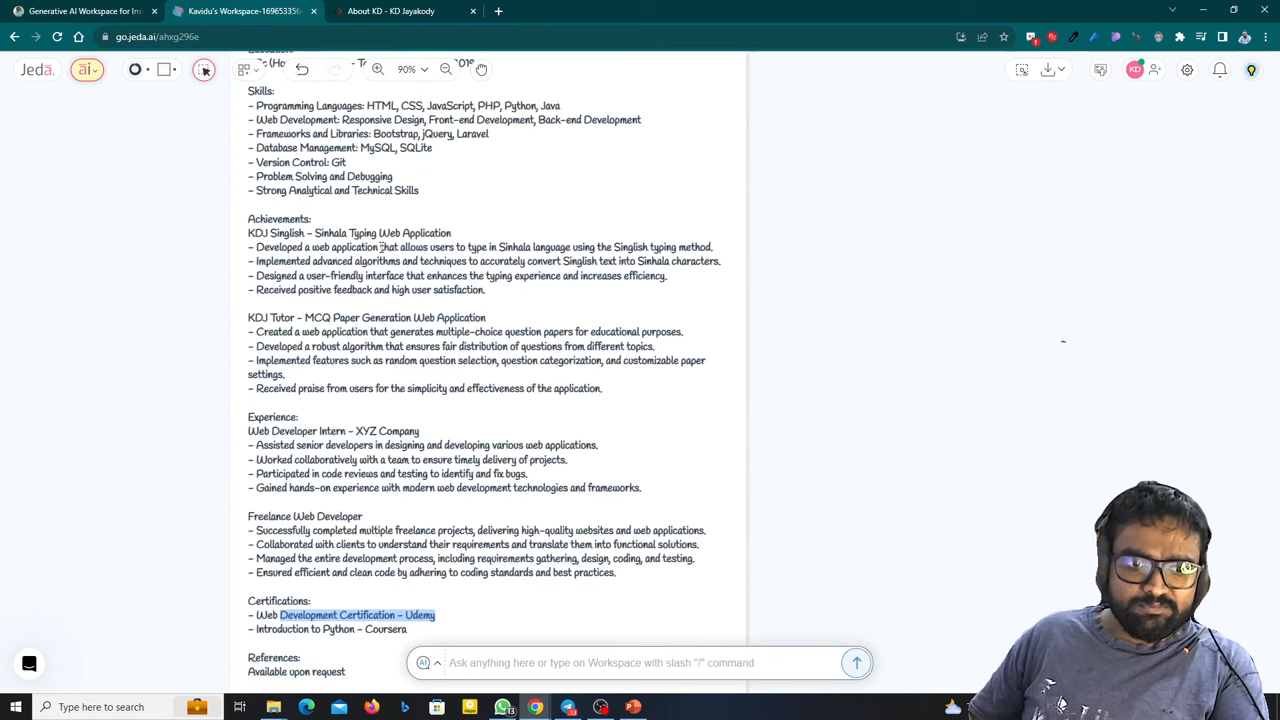 Generative AI Workspace for Ins
Kavidu's Workspace-16965335б
About KD - KD Jayakody
go.jeda.ai/ahxg296e
Jeda.
ai
90%
KD
Skills:
- Programming Languages: HTML, CSS, JavaScript, PHP, Python, Java
- Web Development: Responsive Design, Front-end Development, Back-end Development
- Frameworks and Libraries: Bootstrap, jQuery, Laravel
- Database Management: MySQL, SQLite
- Version Control: Git
- Problem Solving and Debugging
- Strong Analytical and Technical Skills
Achievements:
KDJ Singlish - Sinhala Typing Web Application
- Developed a web application that allows users to type in Sinhala language using the Singlish typing method.
- Implemented advanced algorithms and techniques to accurately convert Singlish text into Sinhala characters.
- Designed a user-friendly interface that enhances the typing experience and increases efficiency.
- Received positive feedback and high user satisfaction.
KDJ Tutor - MCQ Paper Generation Web Application
- Created a web application that generates multiple-choice question papers for educational purposes.
- Developed a robust algorithm that ensures fair distribution of questions from different topics.
- Implemented features such as random question selection, question categorization, and customizable paper
settings.
- Received praise from users for the simplicity and effectiveness of the application.
Experience:
Web Developer Intern - XYZ Company
- Assisted senior developers in designing and developing various web applications.
- Worked collaboratively with a team to ensure timely delivery of projects.
- Participated in code reviews and testing to identify and fix bugs.
- Gained hands-on experience with modern web development technologies and frameworks.
Freelance Web Developer
- Successfully completed multiple freelance projects, delivering high-quality websites and web applications.
- Collaborated with clients to understand their requirements and translate them into functional solutions.
- Managed the entire development process, including requirements gathering, design, coding, and testing.
- Ensured efficient and clean code by adhering to coding standards and best practices.
Certifications:
- Web Development Certification - Udemy
- Introduction to Python - Coursera
References:
Available upon request
AI
Ask anything here or type on Workspace with slash "/" command
Type here to search